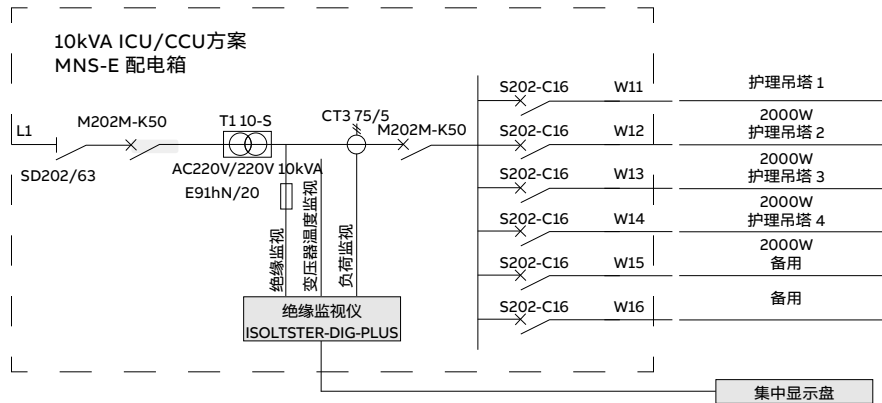 10kVA ICU/CCU方案
MNS-E 配电箱
L1
SD202/63
M202M-K50
T1 10-S
AC220V/220V 10kVA
E91hN/20
CT3 75/5
M202M-K50
绝缘监视
变压器温度监视
负荷监视
绝缘监视仪
ISOLTSTER-DIG-PLUS
S202-C16 W11 护理吊塔 1
2000W
S202-C16 W12 护理吊塔 2
2000W
S202-C16 W13 护理吊塔 3
2000W
S202-C16 W14 护理吊塔 4
2000W
S202-C16 W15 备用
S202-C16 W16 备用
集中显示盘